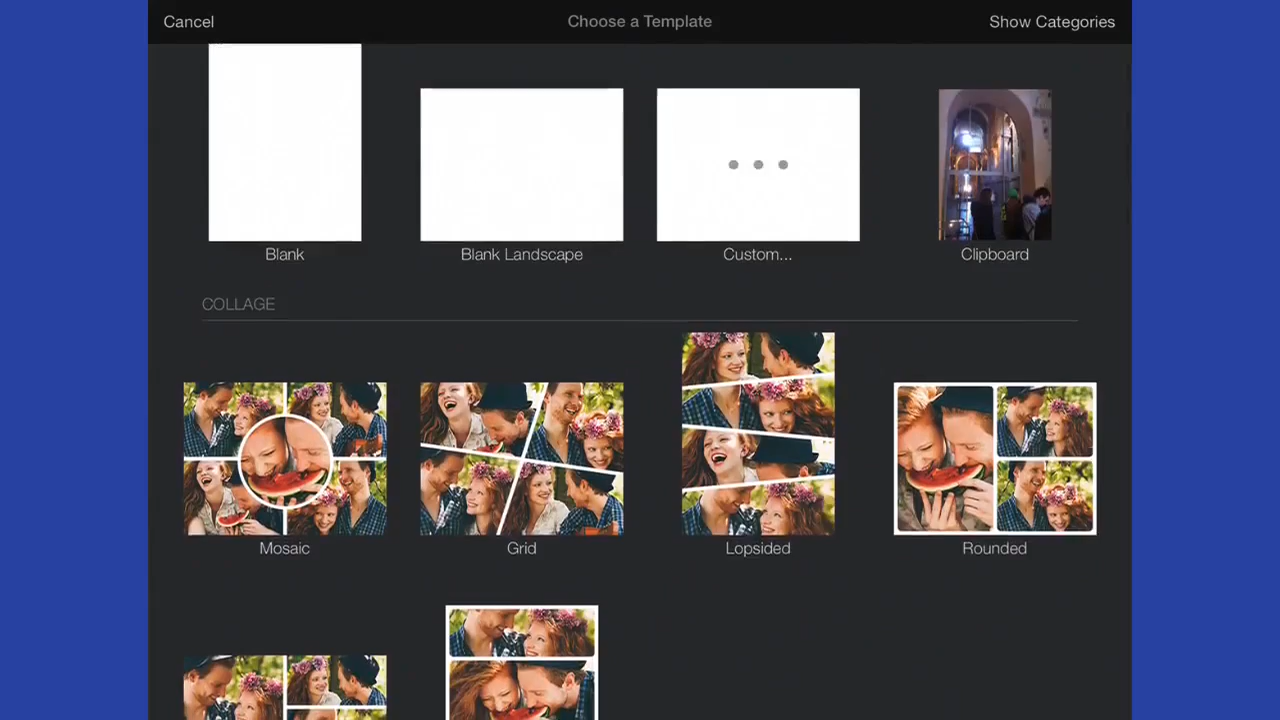 Cancel
Choose a Template
Show Categories
Blank
Blank Landscape
Custom...
Clipboard
COLLAGE
Mosaic
Grid
Lopsided
Rounded